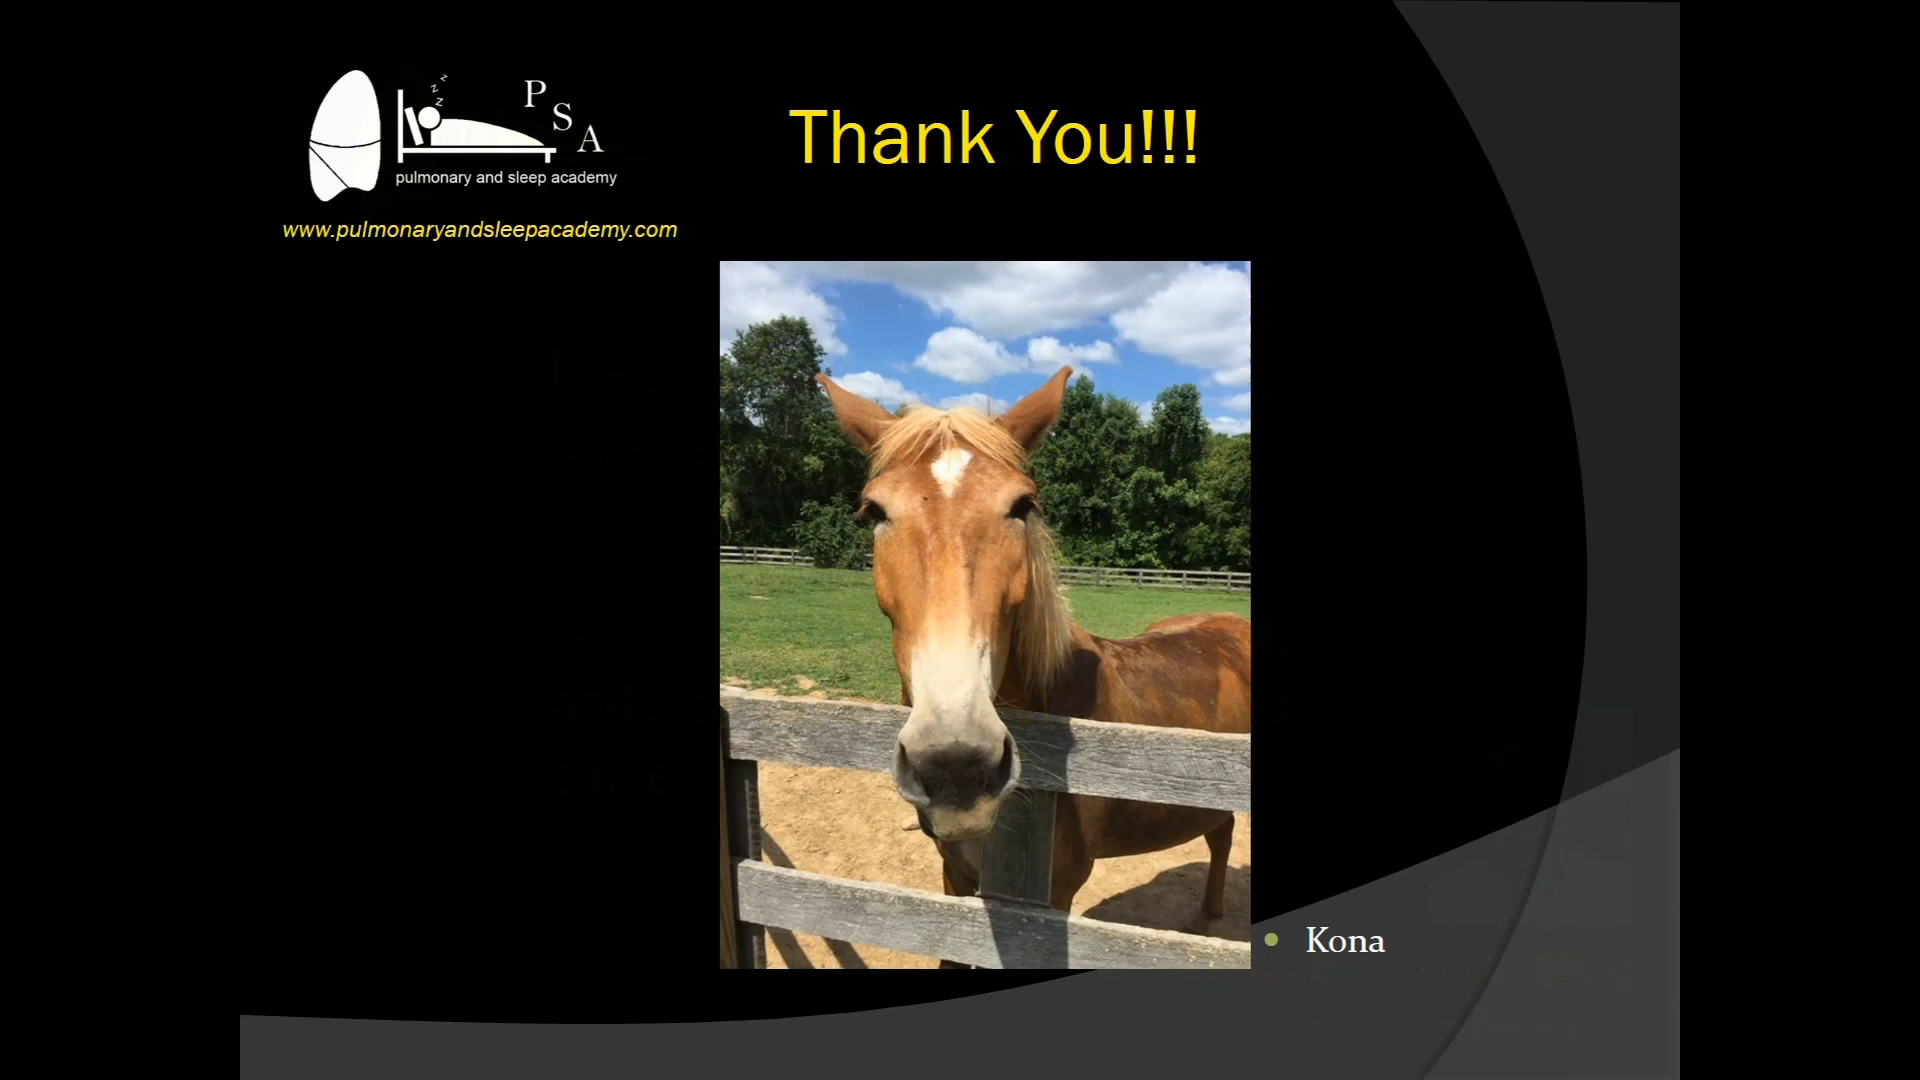 z
z
z
P
S
A
pulmonary and sleep academy
www.pulmonaryandsleepacademy.com
Thank You!!!
Kona